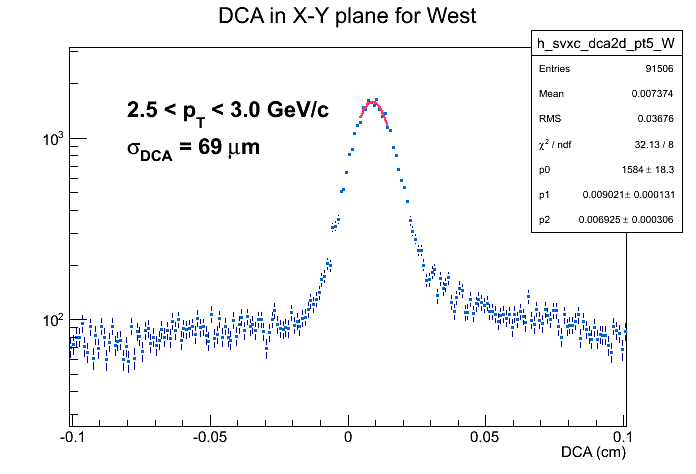 DCA in X-Y plane for West
h_svxc_dca2d_pt5_W
Entries 91506
Mean 0.007374
RMS 0.03676
χ² / ndf 32.13 / 8
p0 1584 ± 18.3
p1 0.009021 ± 0.000131
p2 0.006925 ± 0.000306
2.5 < p_T < 3.0 GeV/c
σ_DCA = 69 μm
10³
10²
-0.1 -0.05 0 0.05 0.1
DCA (cm)